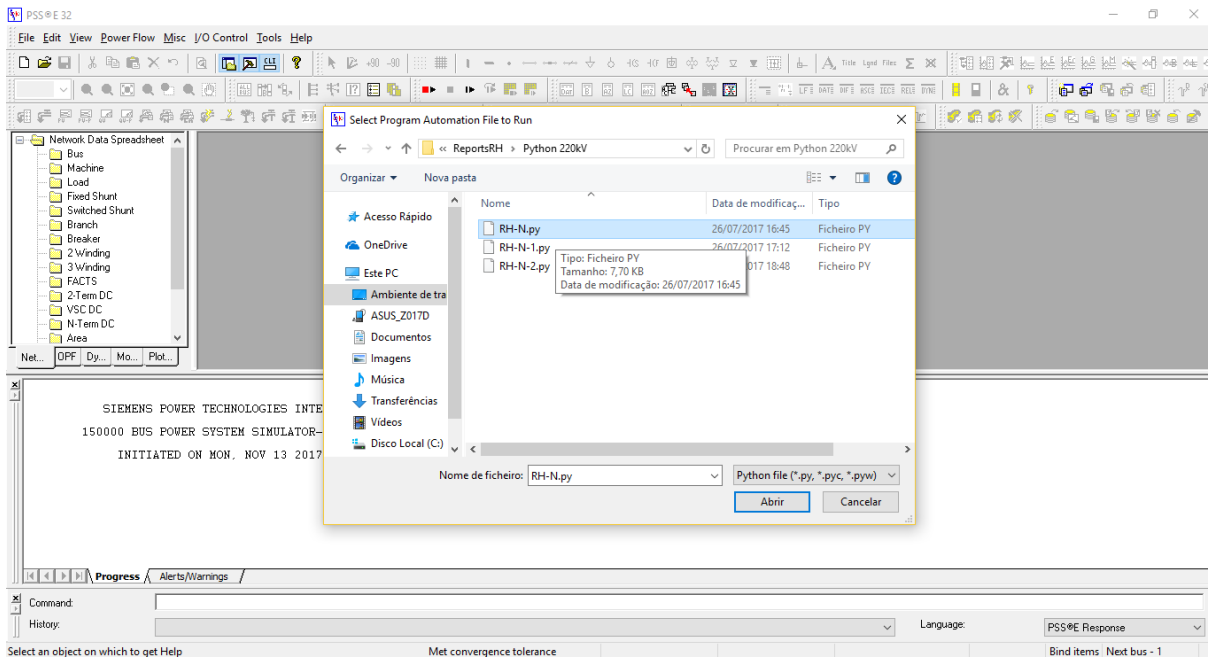 PSS®E 32
File Edit View Power Flow Misc I/O Control Tools Help
Select Program Automation File to Run
« ReportsRH › Python 220kV
Procurar em Python 220kV
Organizar
Nova pasta
Nome
Data de modificaç...
Tipo
Acesso Rápido
OneDrive
Este PC
Ambiente de tra
ASUS_Z017D
Documentos
Imagens
Música
Transferências
Vídeos
Disco Local (C:)
RH-N.py 26/07/2017 16:45 Ficheiro PY
RH-N-1.py 26/07/2017 17:12 Ficheiro PY
RH-N-2.py 017 18:48 Ficheiro PY
Tipo: Ficheiro PY
Tamanho: 7,70 KB
Data de modificação: 26/07/2017 16:45
Nome de ficheiro: RH-N.py
Python file (*.py, *.pyc, *.pyw)
Abrir
Cancelar
Network Data Spreadsheet
Bus
Machine
Load
Fixed Shunt
Switched Shunt
Branch
Breaker
2 Winding
3 Winding
FACTS
2-Term DC
VSC DC
N-Term DC
Area
Net... OPF Dy... Mo... Plot...
SIEMENS POWER TECHNOLOGIES INTE
150000 BUS POWER SYSTEM SIMULATOR-
INITIATED ON MON, NOV 13 2017
Progress Alerts/Warnings
Command:
History:
Language:
PSS®E Response
Select an object on which to get Help
Met convergence tolerance
Bind items Next bus - 1